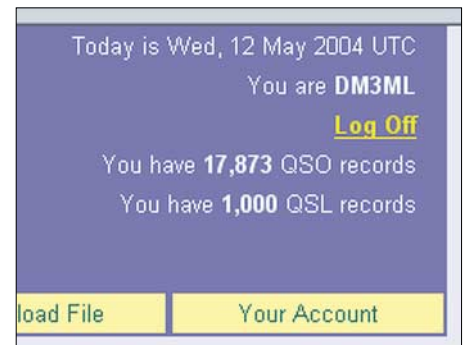 Today is Wed, 12 May 2004 UTC
You are DM3ML
Log Off
You have 17,873 QSO records
You have 1,000 QSL records
load File
Your Account